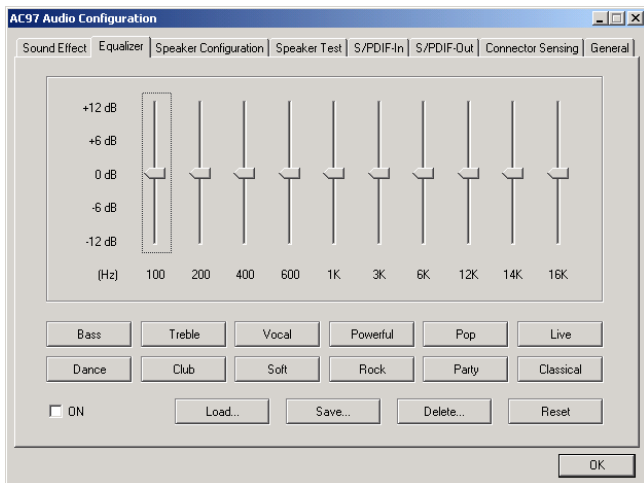 AC97 Audio Configuration
Sound Effect Equalizer Speaker Configuration Speaker Test S/PDIF-In S/PDIF-Out Connector Sensing General
+12 dB
+6 dB
0 dB
-6 dB
-12 dB
(Hz) 100 200 400 600 1K 3K 6K 12K 14K 16K
Bass Treble Vocal Powerful Pop Live
Dance Club Soft Rock Party Classical
ON Load... Save... Delete... Reset
OK